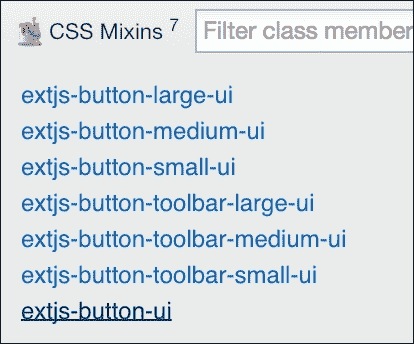 CSS Mixins 7 Filter class member
extjs-button-large-ui
extjs-button-medium-ui
extjs-button-small-ui
extjs-button-toolbar-large-ui
extjs-button-toolbar-medium-ui
extjs-button-toolbar-small-ui
extjs-button-ui